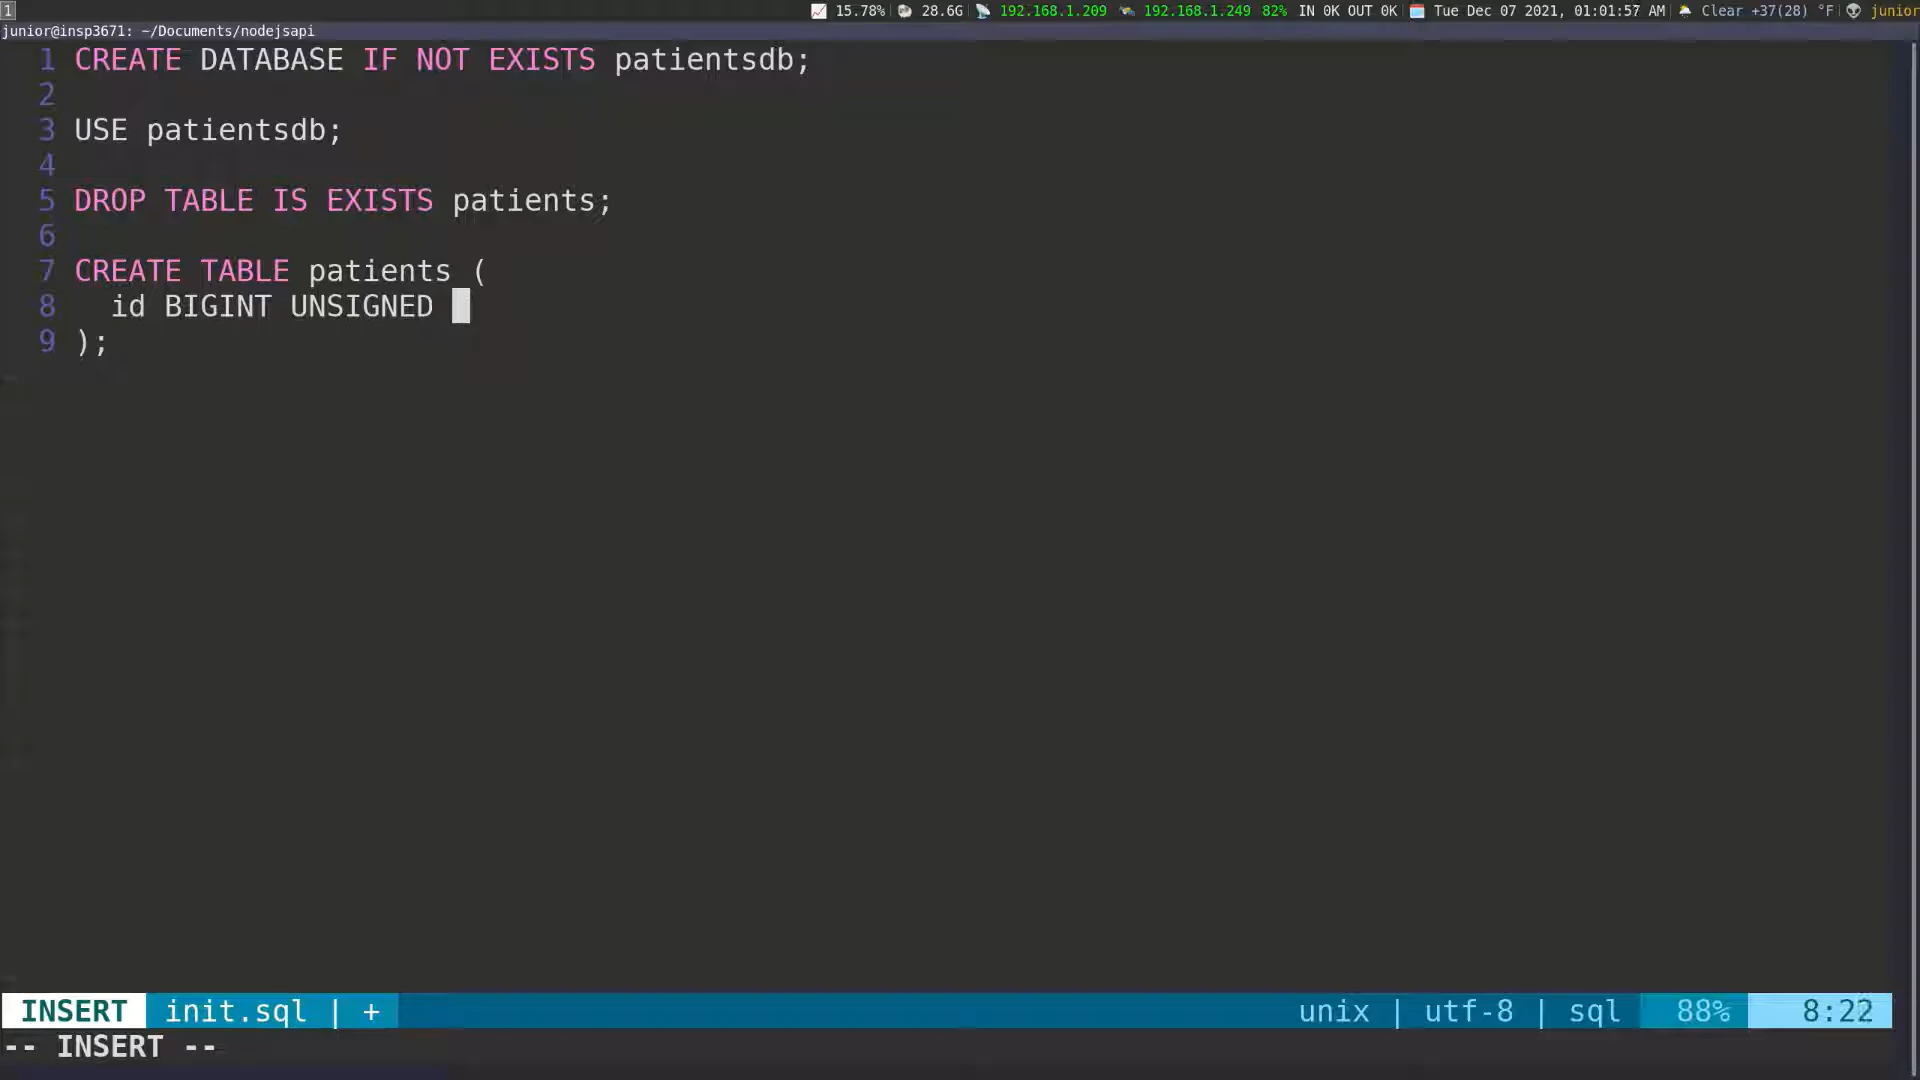 1 15.78% 28.6G 192.168.1.209 192.168.1.249 82% IN 0K OUT 0K Tue Dec 07 2021, 01:01:57 AM Clear +37(28) °F junior
junior@insp3671: ~/Documents/nodejsapi
1 CREATE DATABASE IF NOT EXISTS patientsdb;
2
3 USE patientsdb;
4
5 DROP TABLE IS EXISTS patients;
6
7 CREATE TABLE patients (
8 id BIGINT UNSIGNED
9 );
INSERT init.sql | + unix | utf-8 | sql 88% 8:22
-- INSERT --